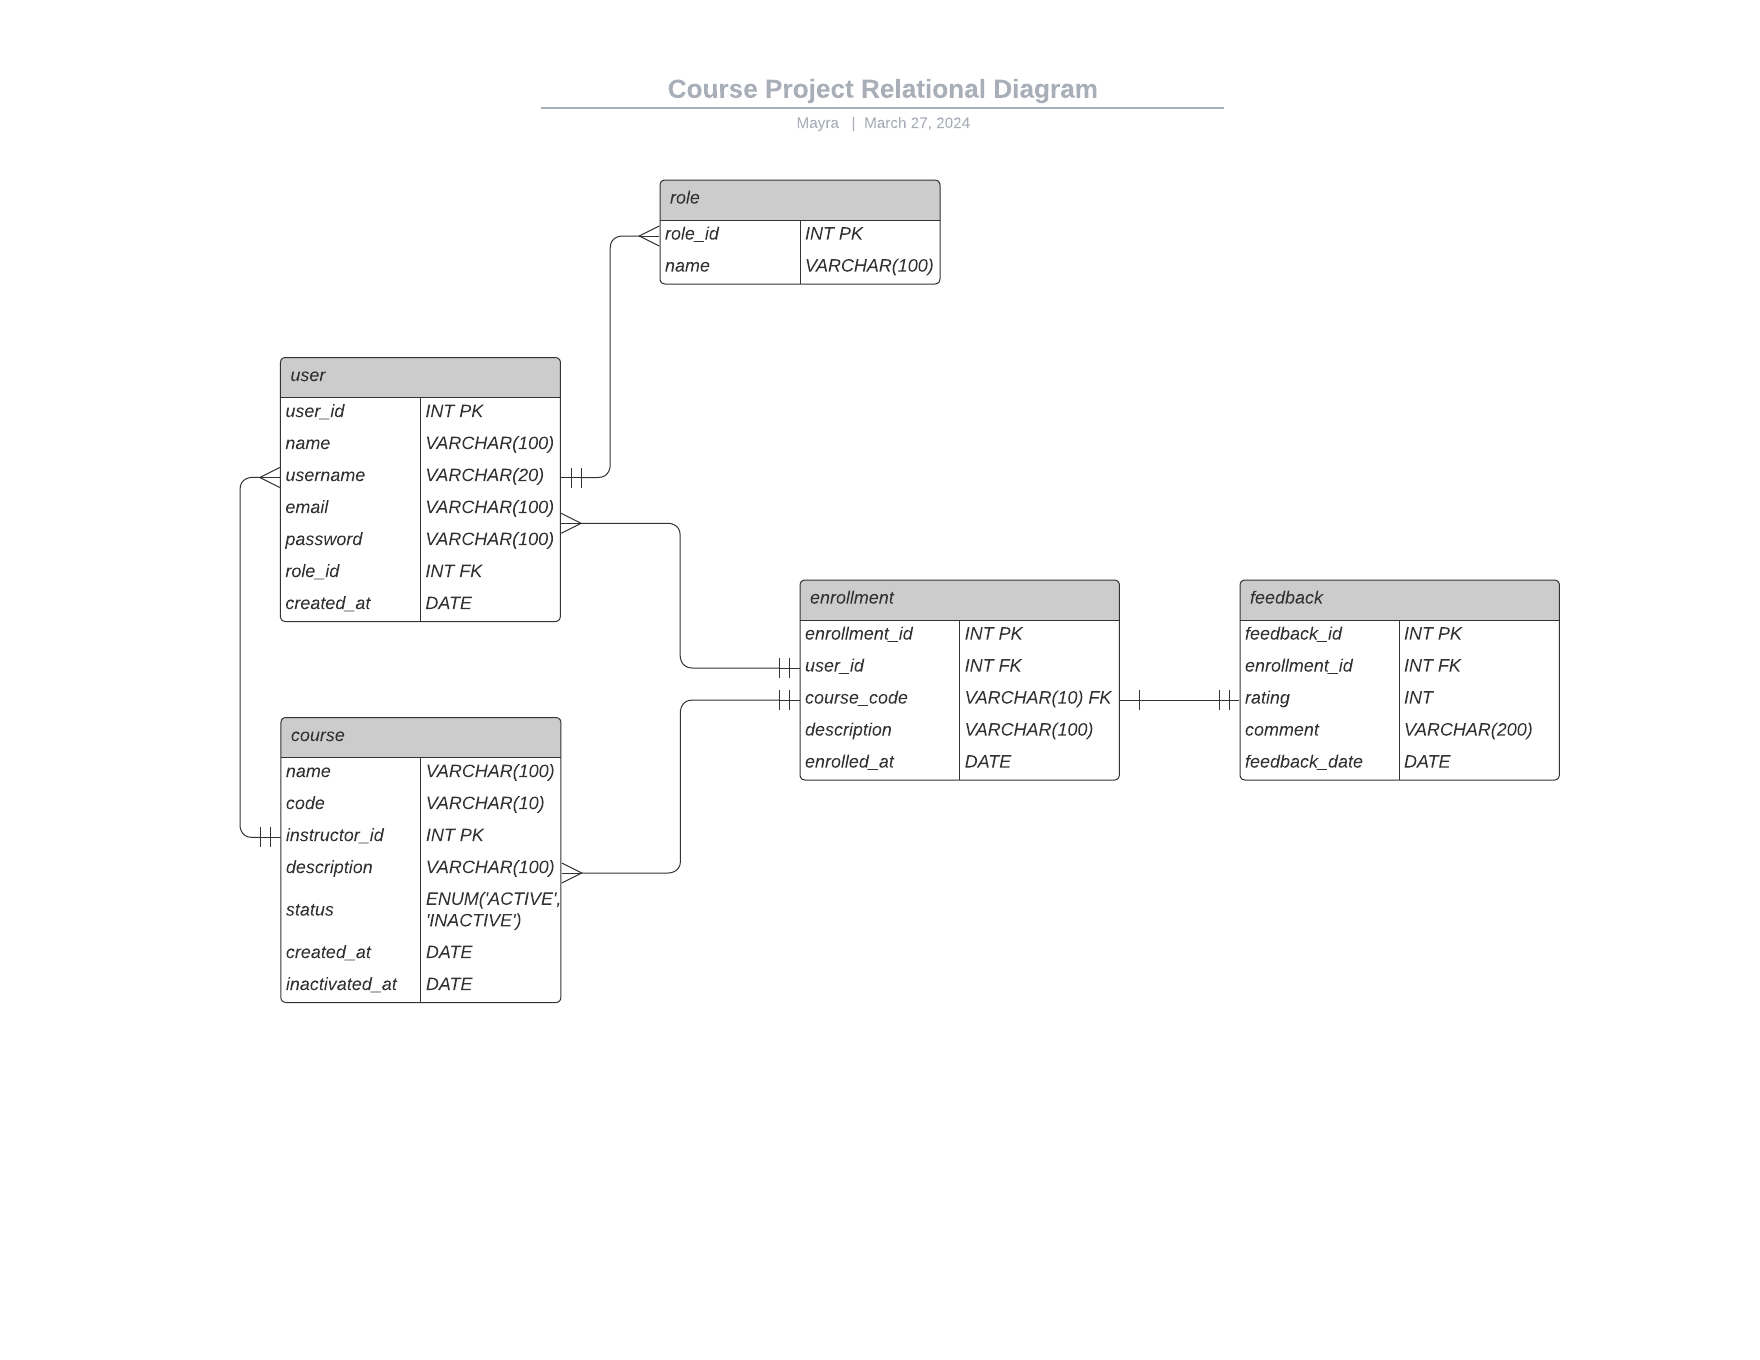 Course Project Relational Diagram
Mayra | March 27, 2024
role
role_id INT PK
name VARCHAR(100)
user
user_id INT PK
name VARCHAR(100)
username VARCHAR(20)
email VARCHAR(100)
password VARCHAR(100)
role_id INT FK
created_at DATE
enrollment
enrollment_id INT PK
user_id INT FK
course_code VARCHAR(10) FK
description VARCHAR(100)
enrolled_at DATE
feedback
feedback_id INT PK
enrollment_id INT FK
rating INT
comment VARCHAR(200)
feedback_date DATE
course
name VARCHAR(100)
code VARCHAR(10)
instructor_id INT PK
description VARCHAR(100)
status ENUM('ACTIVE',
'INACTIVE')
created_at DATE
inactivated_at DATE